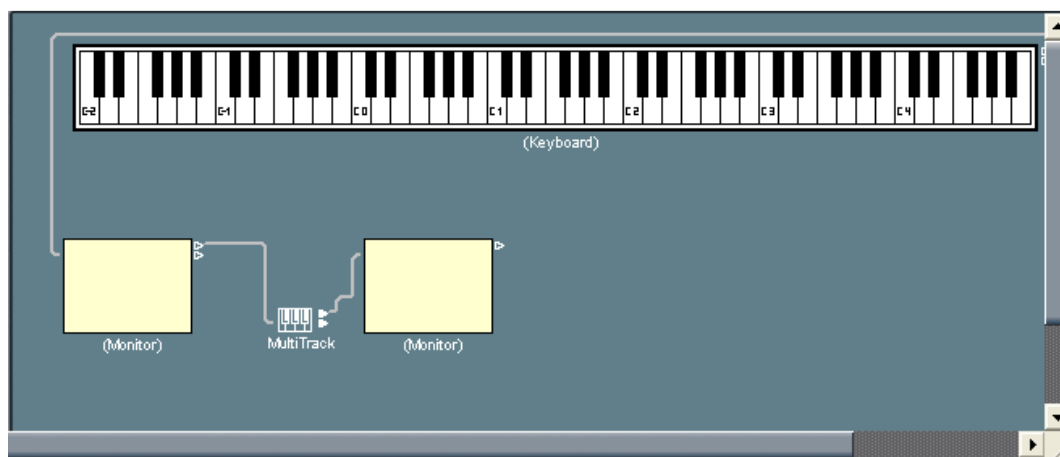 C-2 C-1 C0 C1 C2 C3 C4
(Keyboard)
(Monitor) MultiTrack (Monitor)